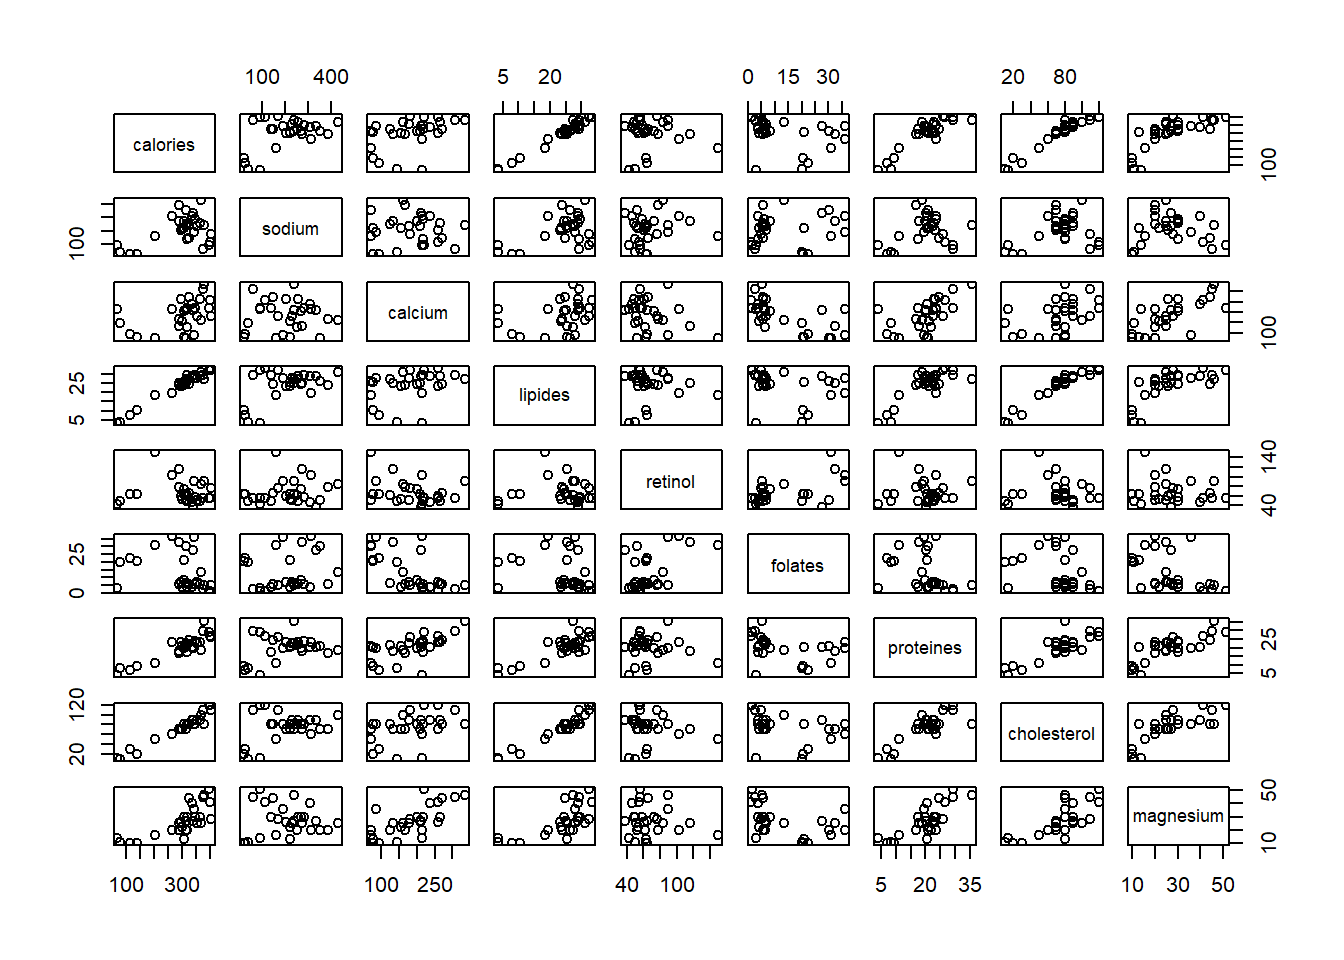 100 400 5 20 0 15 30 20 80
calories 100
100 sodium
calcium 100
5 25 lipides
retinol 40 140
0 25 folates
proteines 5 25
20 120 cholesterol
magnesium 10 50
100 300 100 250 40 100 5 20 35 10 30 50